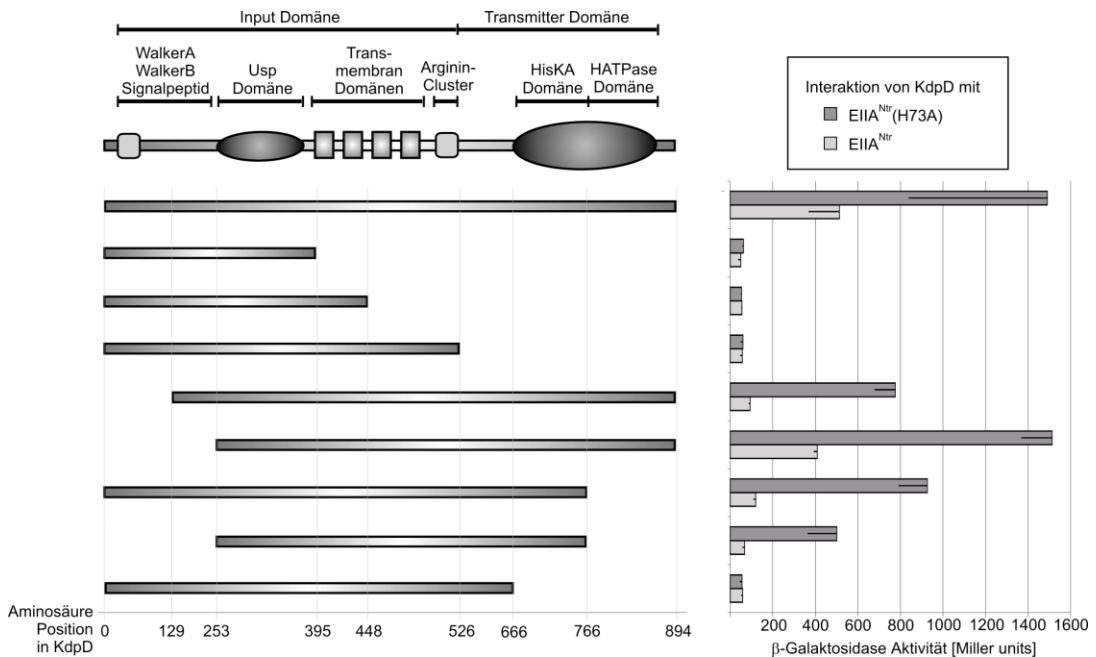 Input Domäne
Transmitter Domäne
WalkerA
WalkerB
Signalpeptid
Usp
Domäne
Trans-
membran
Domänen
Arginin-
Cluster
HisKA
Domäne
HATPase
Domäne
Interaktion von KdpD mit
EIIA^Ntr(H73A)
EIIA^Ntr
Aminosäure
Position
in KdpD
0 129 253 395 448 526 666 766 894
200 400 600 800 1000 1200 1400 1600
β-Galaktosidase Aktivität [Miller units]